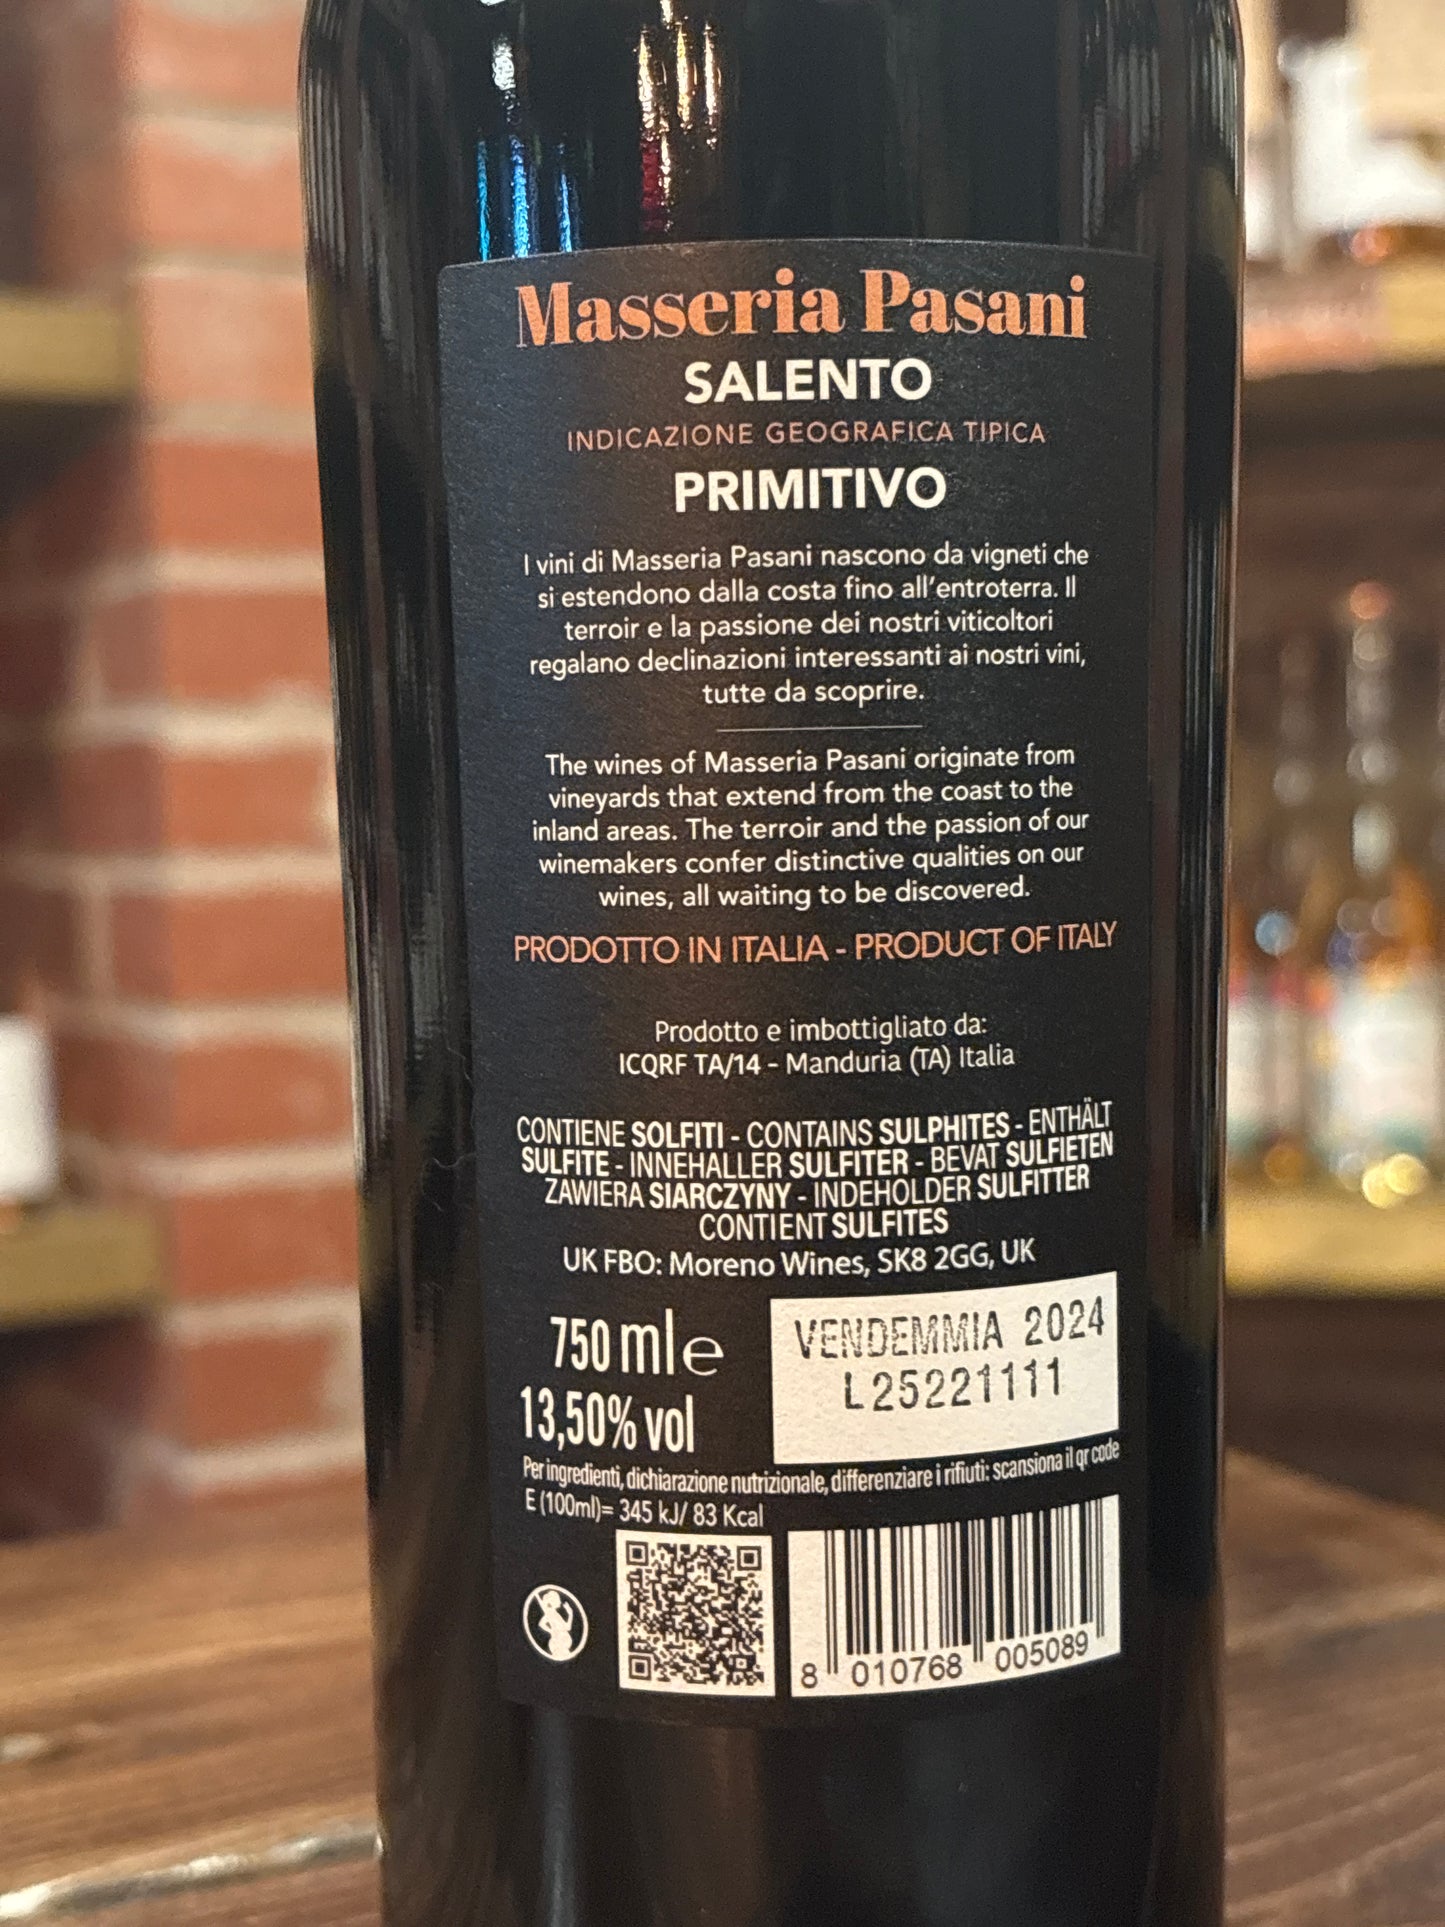 Masseria Pasani
SALENTO
INDICAZIONE GEOGRAFICA TIPICA
PRIMITIVO
I vini di Masseria Pasani nascono da vigneti che
si estendono dalla costa fino all'entroterra. Il
terroir e la passione dei nostri viticoltori
regalano declinazioni interessanti ai nostri vini,
tutte da scoprire.
The wines of Masseria Pasani originate from
vineyards that extend from the coast to the
inland areas. The terroir and the passion of our
winemakers confer distinctive qualities on our
wines, all waiting to be discovered.
PRODOTTO IN ITALIA - PRODUCT OF ITALY
Prodotto e imbottigliato da:
ICQRF TA/14 - Manduria (TA) Italia
CONTIENE SOLFITI - CONTAINS SULPHITES - ENTHÄLT
SULFITE - INNEHALLER SULFITER - BEVAT SULFIETEN
ZAWIERA SIARCZYNY - INDEHOLDER SULFITTER
CONTIENT SULFITES
UK FBO: Moreno Wines, SK8 2GG, UK
750 ml e
VENDEMMIA 2024
L25221111
13,50% vol
Per ingredienti, dichiarazione nutrizionale, differenziare i rifiuti: scansiona il qr code
E (100ml)= 345 kJ/ 83 Kcal
8 010768 005089